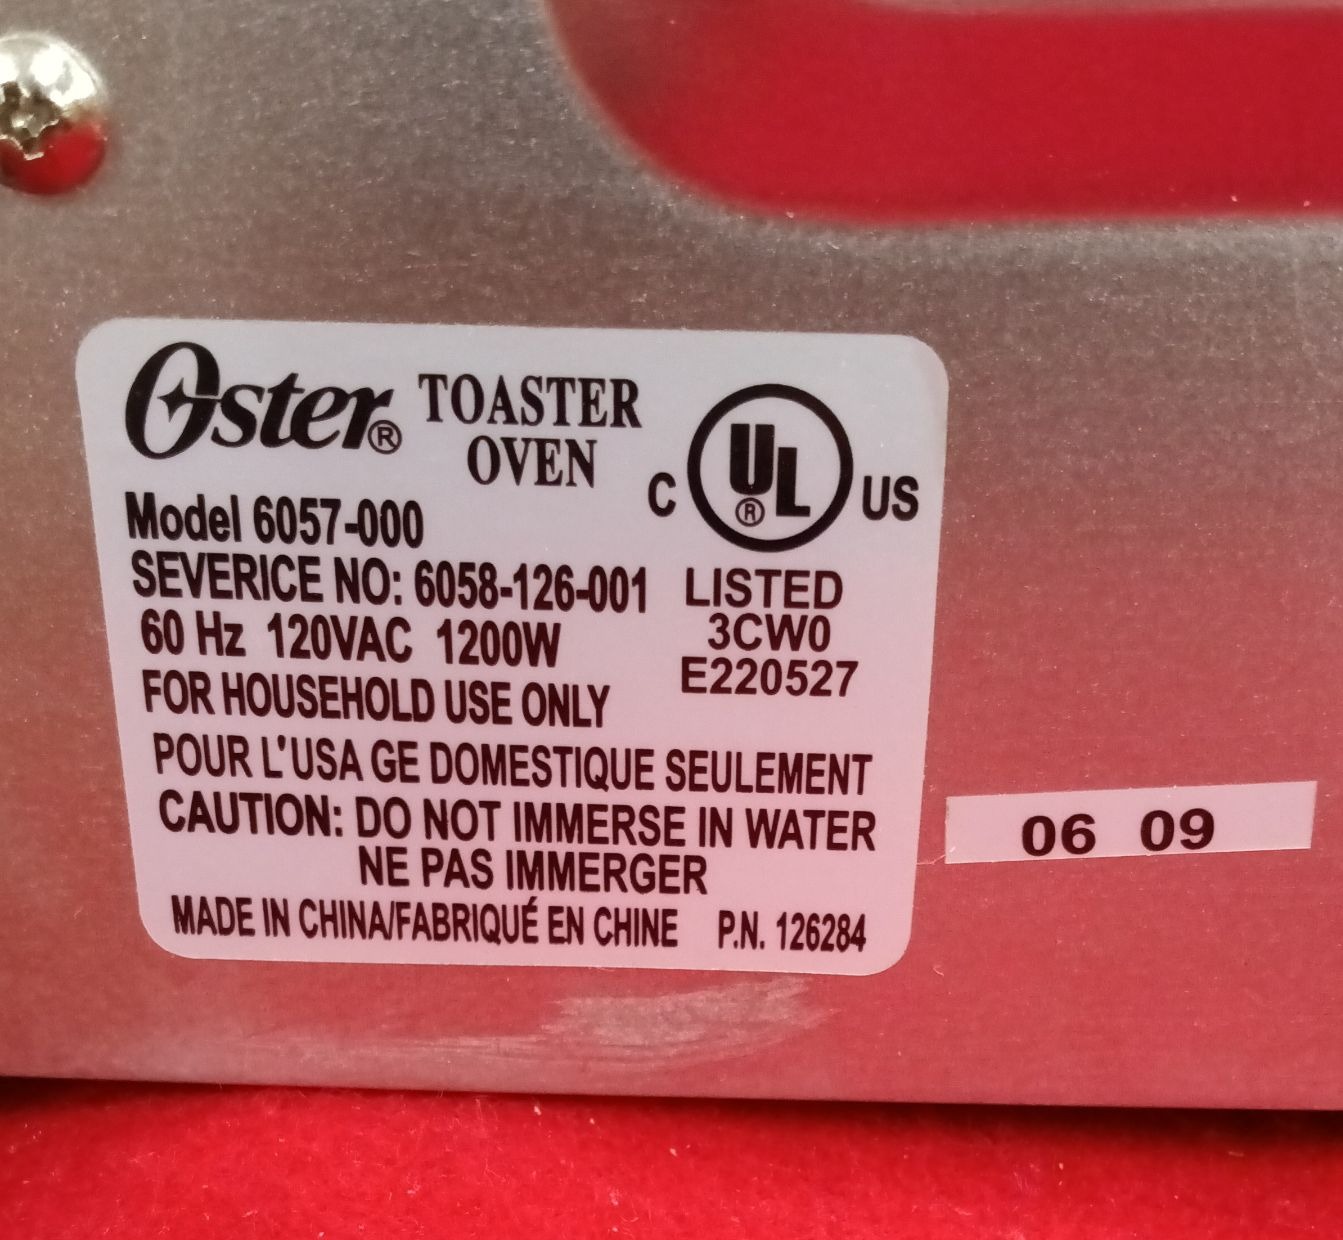 Oster® TOASTER
OVEN
C UL® US
Model 6057-000
SEVERICE NO: 6058-126-001
LISTED
3CW0
E220527
60 Hz 120VAC 1200W
FOR HOUSEHOLD USE ONLY
POUR L'USA GE DOMESTIQUE SEULEMENT
CAUTION: DO NOT IMMERSE IN WATER
NE PAS IMMERGER
MADE IN CHINA/FABRIQUÉ EN CHINE P.N. 126284
06 09